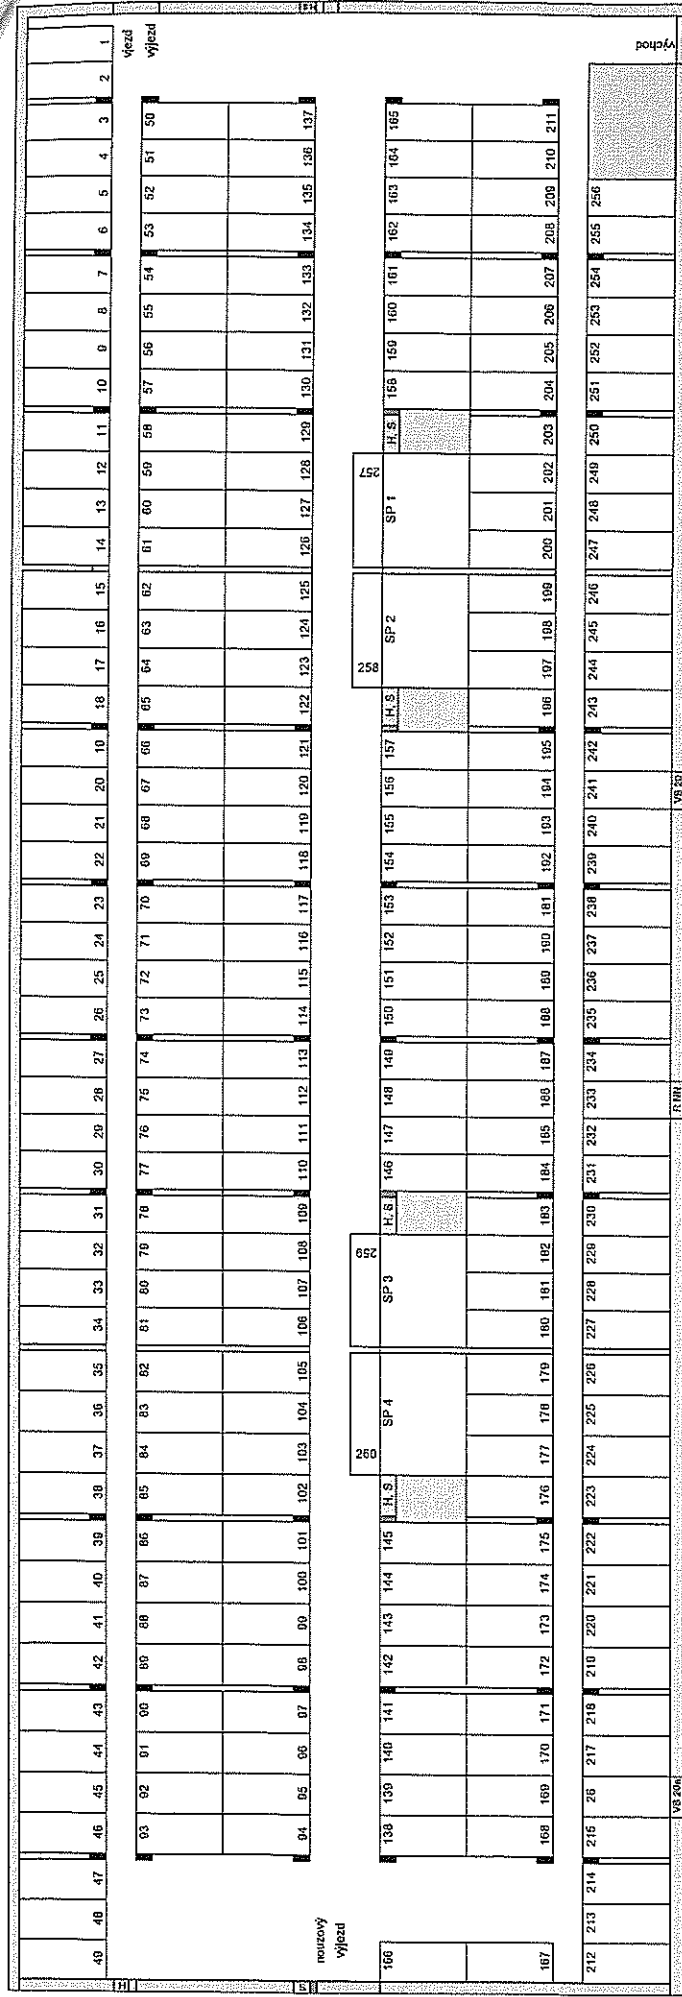 49 48 47 46 45 44 43 42 41 40 39 38 37 36 35 34 33 32 31 30 29 28 27 26 25 24 23 22 21 20 19 18 17 16 15 14 13 12 11 10 9 8 7 6 5 4 3 2 1
H
vjezd
výjezd
93 92 91 90 89 88 87 86 85 84 83 82 81 80 79 78 77 76 75 74 73 72 71 70 69 68 67 66 65 64 63 62 61 60 59 58 57 56 55 54 53 52 51 50
94 95 96 97 98 99 100 101 102 103 104 105 106 107 108 109 110 111 112 113 114 115 116 117 118 119 120 121 122 123 124 125 126 127 128 129 130 131 132 133 134 135 136 137
S
nouzový
výjezd
260 259 258 257
166 138 139 140 141 142 143 144 145 H, S SP 4 SP 3 H, S 146 147 148 149 150 151 152 153 154 155 156 157 H, S SP 2 SP 1 H, S 158 159 160 161 162 163 164 165
167 168 169 170 171 172 173 174 175 176 177 178 179 180 181 182 183 184 185 186 187 188 189 190 191 192 193 194 195 196 197 198 199 200 201 202 203 204 205 206 207 208 209 210 211
212 213 214 215 26 217 218 219 220 221 222 223 224 225 226 227 228 229 230 231 232 233 234 235 236 237 238 239 240 241 242 243 244 245 246 247 248 249 250 251 252 253 254 255 256
východ
R NN